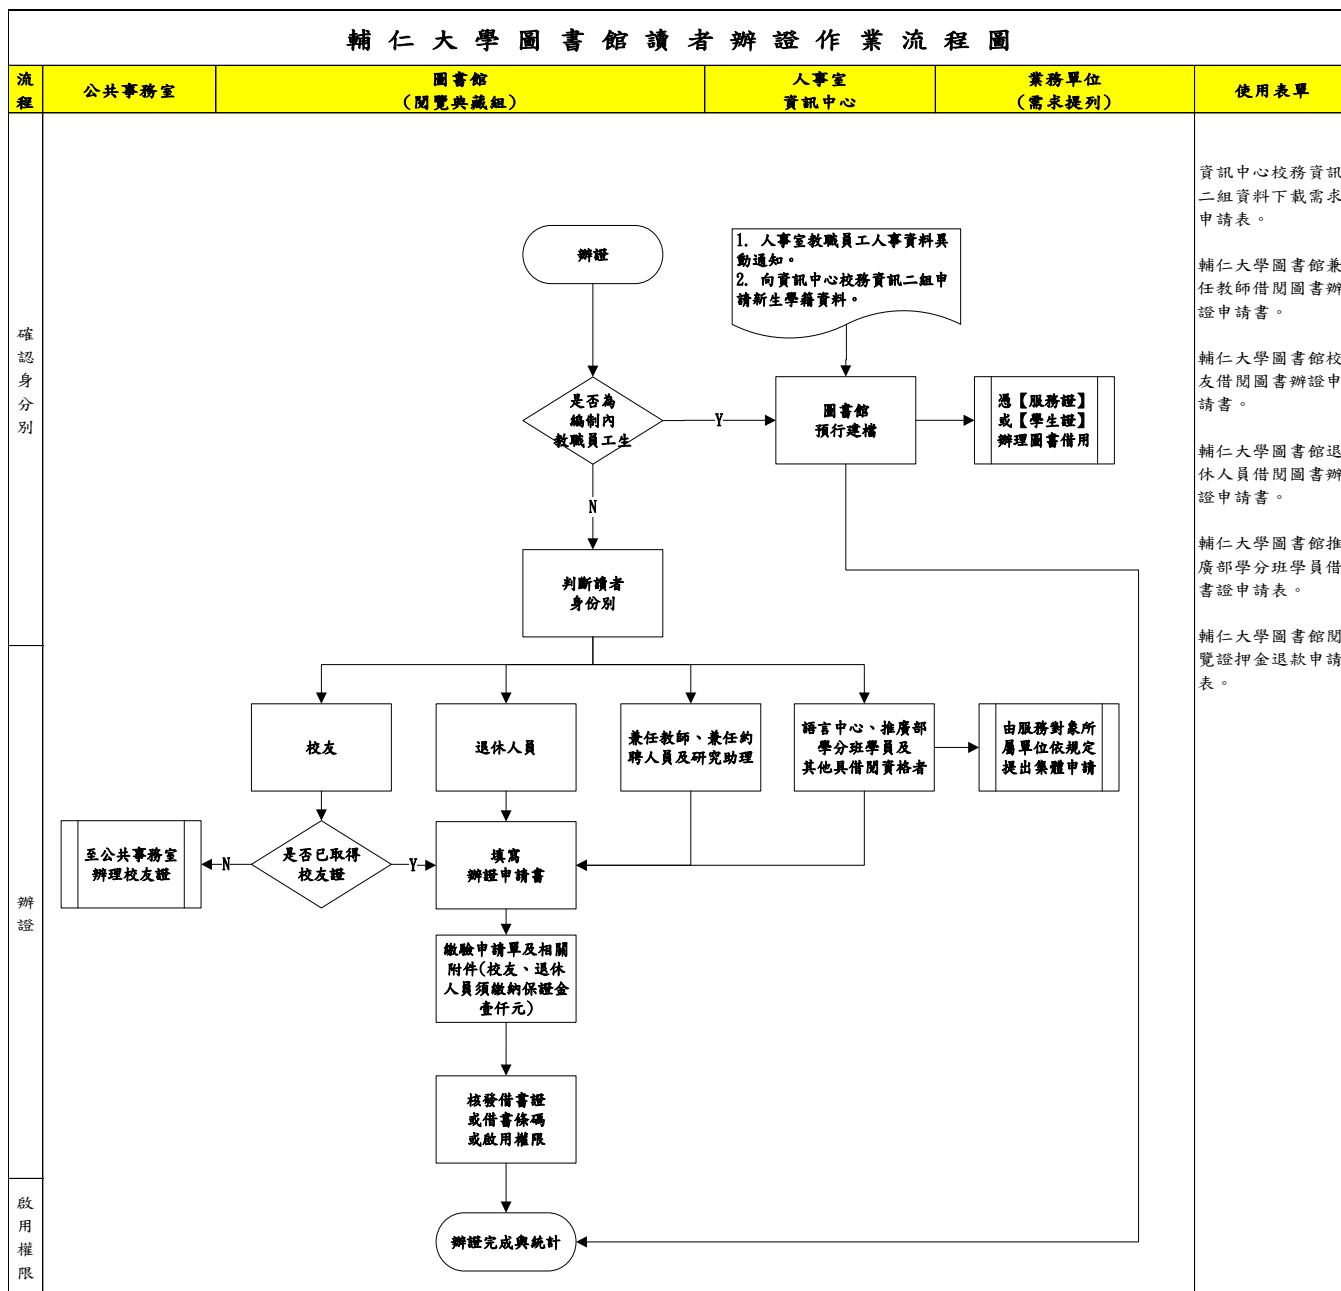 輔仁大學圖書館讀者辦證作業流程圖
流
程
公共事務室
圖書館
（閱覽典藏組）
人事室
資訊中心
業務單位
（需求提列）
使用表單
確
認
身
分
別
辦證
1. 人事室教職員工人事資料異
動通知。
2. 向資訊中心校務資訊二組申
請新生學籍資料。
是否為
編制內
教職員工生
Y
圖書館
預行建檔
憑【服務證】
或【學生證】
辦理圖書借用
N
判斷讀者
身份別
辦
證
校友
退休人員
兼任教師、兼任約
聘人員及研究助理
語言中心、推廣部
學分班學員及
其他具借閱資格者
由服務對象所
屬單位依規定
提出集體申請
至公共事務室
辦理校友證
N
是否已取得
校友證
Y
填寫
辦證申請書
繳驗申請單及相關
附件(校友、退休
人員須繳納保證金
壹仟元)
核發借書證
或借書條碼
或啟用權限
啟
用
權
限
辦證完成與統計
資訊中心校務資訊
二組資料下載需求
申請表。
輔仁大學圖書館兼
任教師借閱圖書辦
證申請書。
輔仁大學圖書館校
友借閱圖書辦證申
請書。
輔仁大學圖書館退
休人員借閱圖書辦
證申請書。
輔仁大學圖書館推
廣部學分班學員借
書證申請表。
輔仁大學圖書館閱
覽證押金退款申請
表。